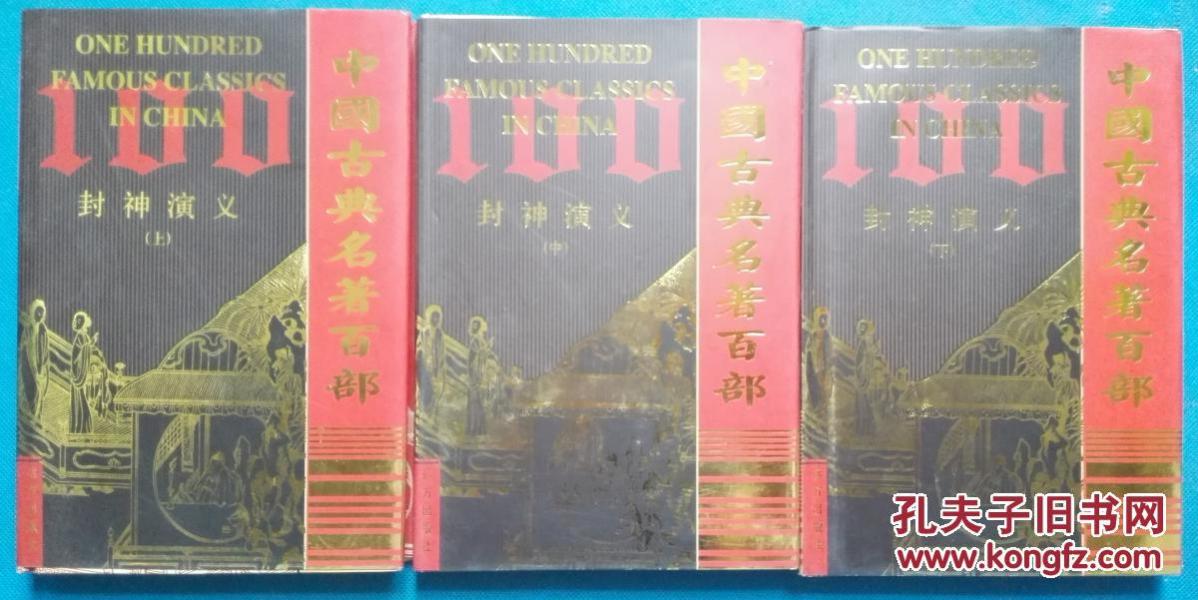 ONE HUNDRED
FAMOUS CLASSICS
IN CHINA
100
封神演义
(上)
中國古典名著百部
ONE HUNDRED
FAMOUS CLASSICS
IN CHINA
100
封神演义
(中)
中國古典名著百部
ONE HUNDRED
FAMOUS CLASSICS
IN CHINA
100
封神演义
(下)
中國古典名著百部
孔夫子旧书网
www.kongfz.com